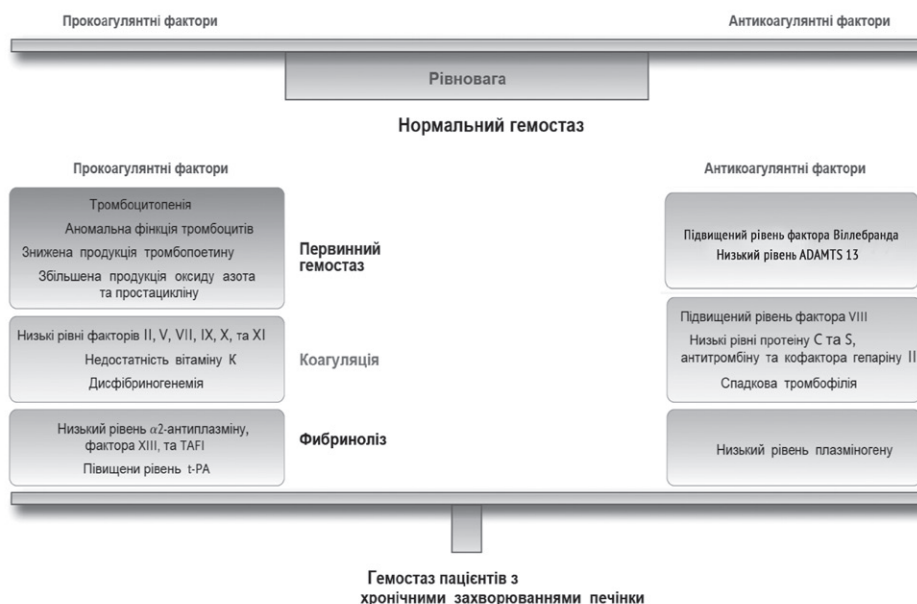 Прокоагулянтні фактори
Антикоагулянтні фактори
Рівновага
Нормальний гемостаз
Прокоагулянтні фактори
Антикоагулянтні фактори
Тромбоцитопенія
Аномальна фінкція тромбоцитів
Знижена продукція тромбопоетину
Збільшена продукція оксиду азота
та простацикліну
Первинний
гемостаз
Підвищений рівень фактора Віллебранда
Низький рівень ADAMTS 13
Низькі рівні факторів II, V, VII, IX, X, та XI
Недостатність вітаміну K
Дисфібриногенемія
Коагуляція
Підвищений рівень фактора VIII
Низькі рівні протеїну C та S,
антитромбіну та кофактора гепаріну II
Спадкова тромбофілія
Низький рівень α2-антиплазміну,
фактора XIII, та TAFI
Півищени рівень t-PA
Фибриноліз
Низький рівень плазміногену
Гемостаз пацієнтів з
хронічними захворюваннями печінки